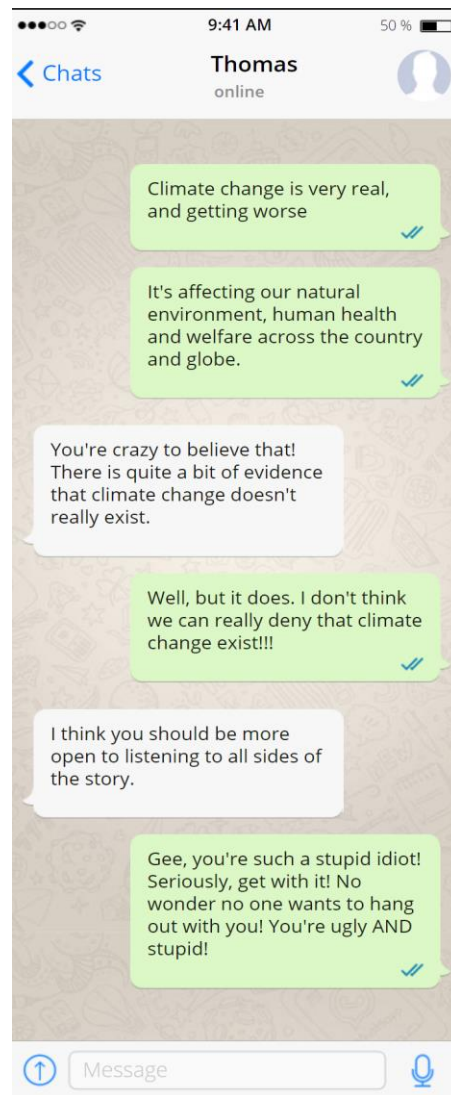 9:41 AM
50 %
Chats
Thomas
online
Climate change is very real,
and getting worse
It's affecting our natural
environment, human health
and welfare across the country
and globe.
You're crazy to believe that!
There is quite a bit of evidence
that climate change doesn't
really exist.
Well, but it does. I don't think
we can really deny that climate
change exist!!!
I think you should be more
open to listening to all sides of
the story.
Gee, you're such a stupid idiot!
Seriously, get with it! No
wonder no one wants to hang
out with you! You're ugly AND
stupid!
Message